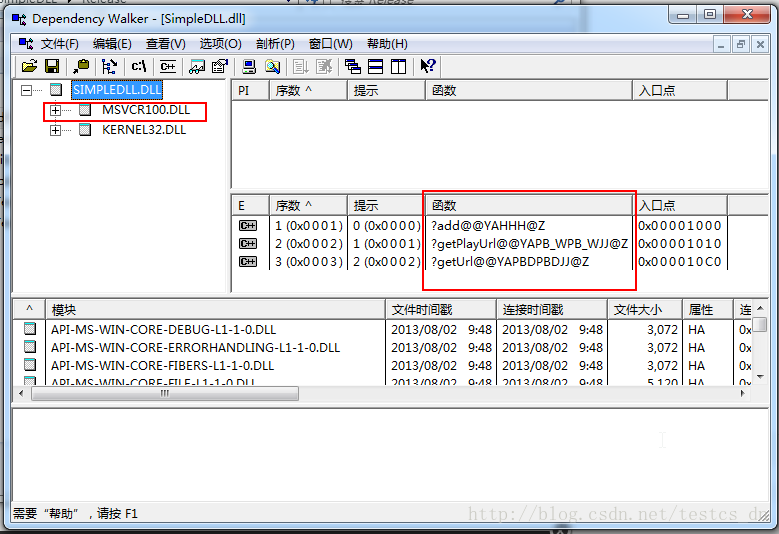 Dependency Walker - [SimpleDLL.dll]
文件(F) 编辑(E) 查看(V) 选项(O) 剖析(P) 窗口(W) 帮助(H)
c:\ C++
SIMPLEDLL.DLL
MSVCR100.DLL
KERNEL32.DLL
PI 序数 ^ 提示 函数 入口点
E 序数 ^ 提示 函数 入口点
C++ 1 (0x0001) 0 (0x0000) ?add@@YAHHH@Z 0x00001000
C++ 2 (0x0002) 1 (0x0001) ?getPlayUrl@@YAPB_WPB_WJJ@Z 0x00001010
C++ 3 (0x0003) 2 (0x0002) ?getUrl@@YAPBDPBDJJ@Z 0x000010C0
^ 模块 文件时间戳 连接时间戳 文件大小 属性 连
API-MS-WIN-CORE-DEBUG-L1-1-0.DLL 2013/08/02 9:48 2013/08/02 9:48 3,072 HA 0x
API-MS-WIN-CORE-ERRORHANDLING-L1-1-0.DLL 2013/08/02 9:48 2013/08/02 9:48 3,072 HA 0x
API-MS-WIN-CORE-FIBERS-L1-1-0.DLL 2013/08/02 9:48 2013/08/02 9:48 3,072 HA 0x
API-MS-WIN-CORE-FILE-L1-1-0.DLL 2013/08/02 9:48 2013/08/02 9:48 5,120 HA 0x
需要“帮助”，请按 F1